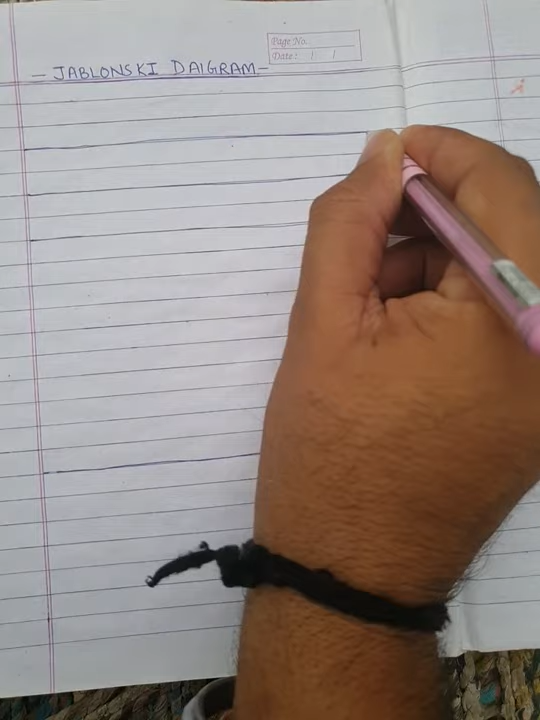 Page No.
Date: / /
- JABLONSKI DAIGRAM -